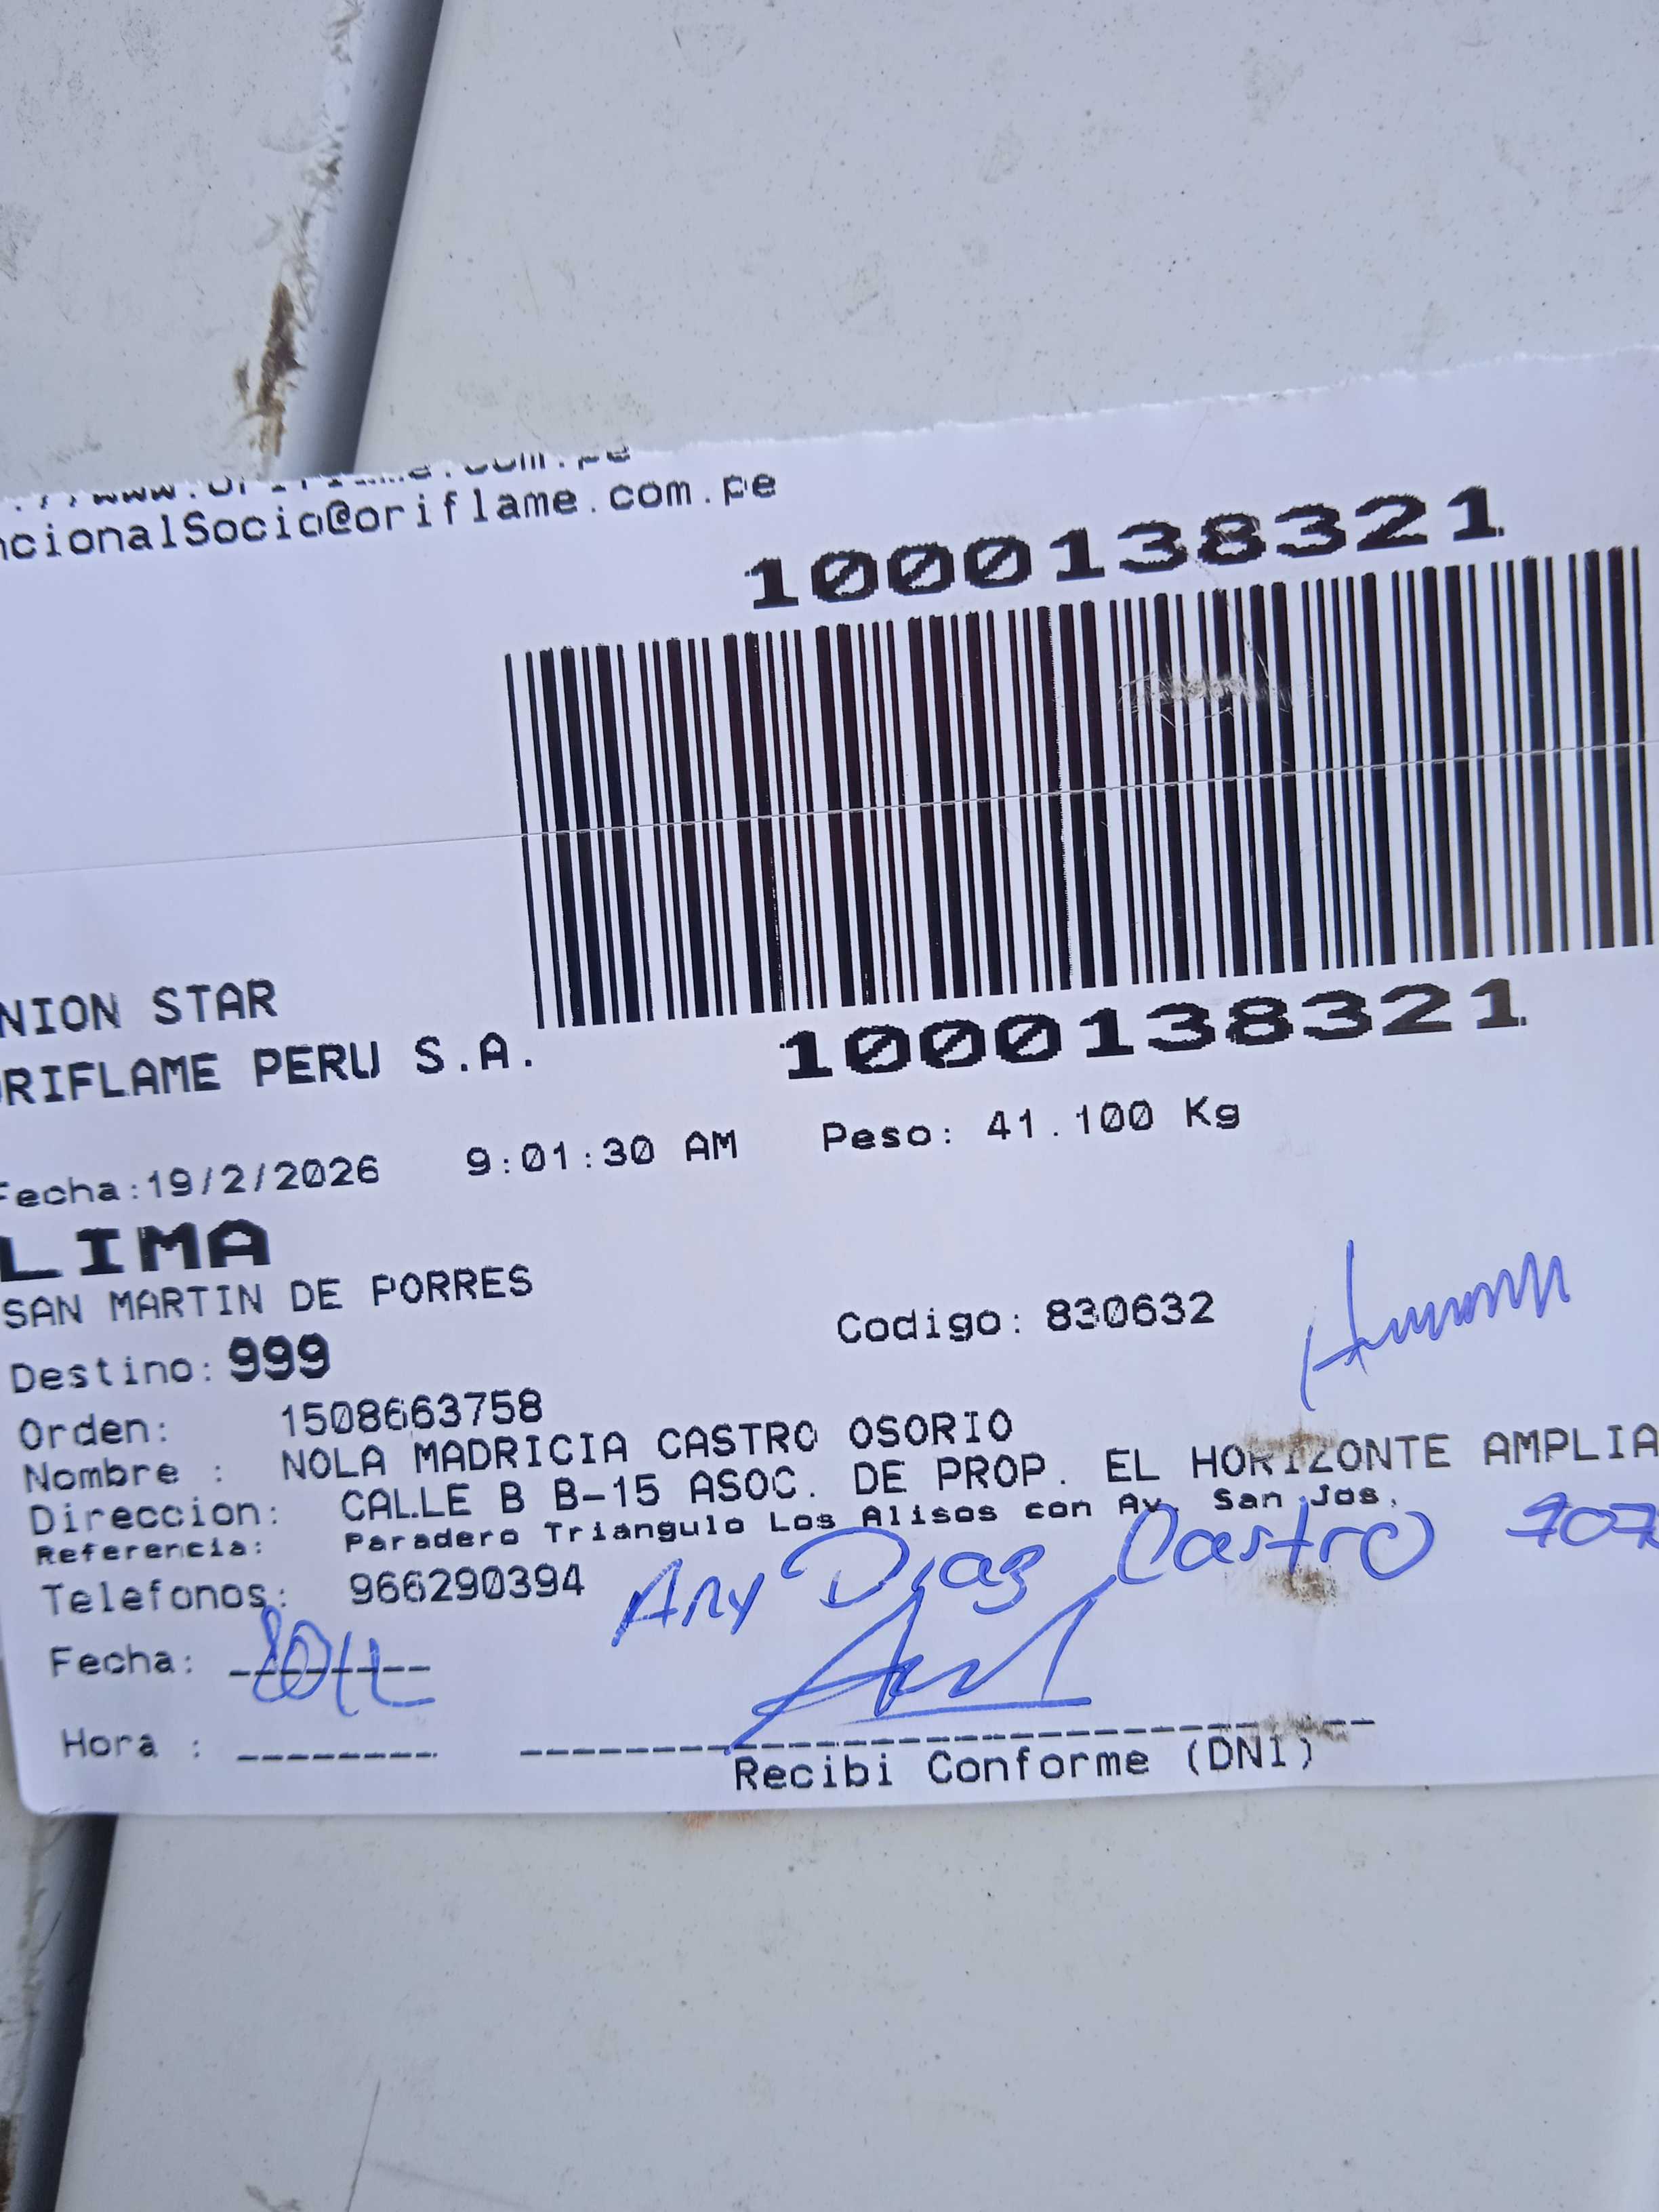 ncionalSocio@oriflame.com.pe
1000138321
1000138321
NION STAR
RIFLAME PERU S.A.
Fecha:19/2/2026 9:01:30 AM Peso: 41.100 Kg
LIMA
SAN MARTIN DE PORRES
Destino: 999 Codigo: 830632
Orden: 1508663758
Nombre : NOLA MADRICIA CASTRO OSORIO
Direccion: CALLE B B-15 ASOC. DE PROP. EL HORIZONTE AMPLIA
Referencia: Paradero Triangulo Los Alisos con Av. San Jos,
Telefonos: 966290394
Any Diaz Castro 707
Fecha:
Hora :
Recibi Conforme (DNI)